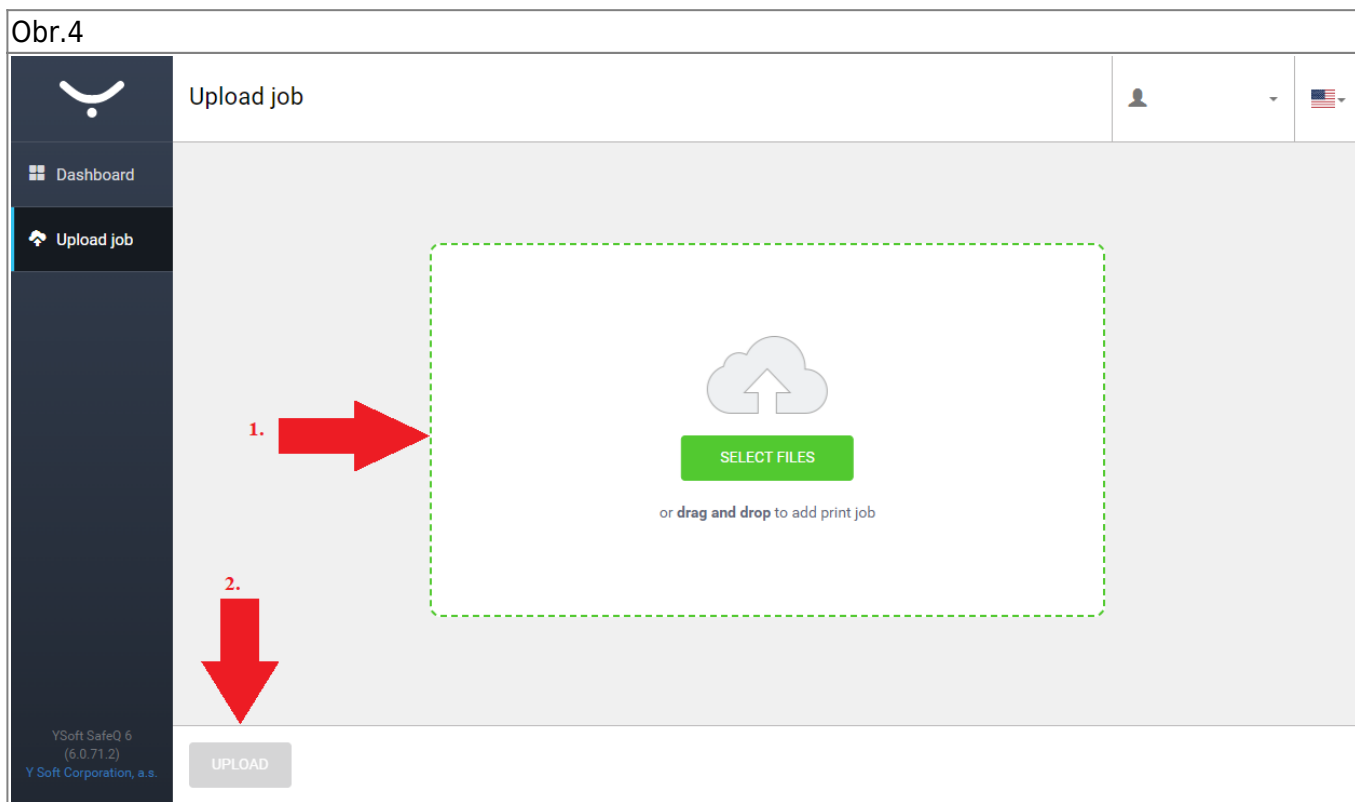 Obr.4
Upload job
Dashboard
Upload job
1.
SELECT FILES
or drag and drop to add print job
2.
YSoft SafeQ 6
(6.0.71.2)
Y Soft Corporation, a.s.
UPLOAD